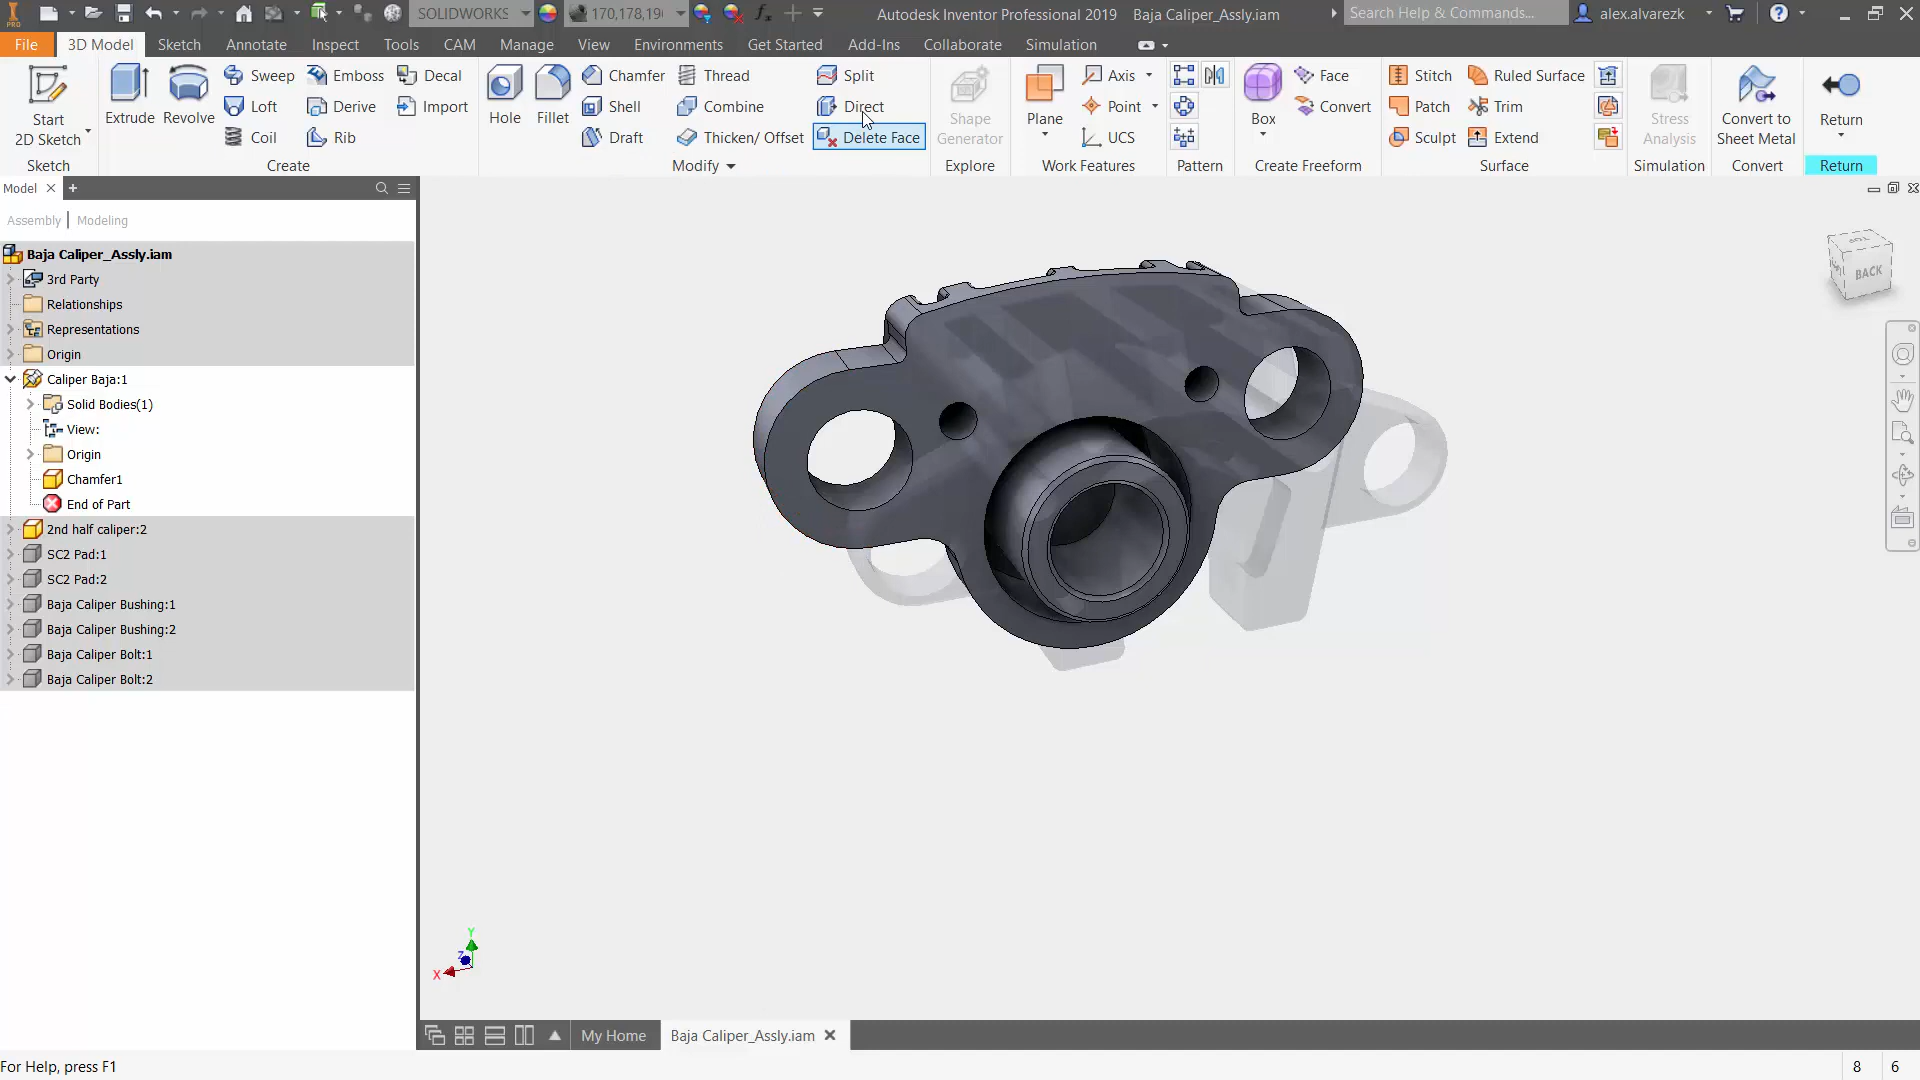 PRO
SOLIDWORKS
170,178,19
Autodesk Inventor Professional 2019 Baja Caliper_Assly.iam
Search Help & Commands...
alex.alvarezk
File
3D Model
Sketch
Annotate
Inspect
Tools
CAM
Manage
View
Environments
Get Started
Add-Ins
Collaborate
Simulation
Start
2D Sketch
Sketch
Extrude
Revolve
Sweep
Loft
Coil
Emboss
Derive
Rib
Decal
Import
Create
Hole
Fillet
Chamfer
Shell
Draft
Thread
Combine
Thicken/ Offset
Split
Direct
Delete Face
Modify
Shape
Generator
Explore
Plane
Axis
Point
UCS
Work Features
Pattern
Box
Face
Convert
Create Freeform
Stitch
Patch
Sculpt
Ruled Surface
Trim
Extend
Surface
Stress
Analysis
Simulation
Convert to
Sheet Metal
Convert
Return
Return
Model
Assembly | Modeling
Baja Caliper_Assly.iam
3rd Party
Relationships
Representations
Origin
Caliper Baja:1
Solid Bodies(1)
View:
Origin
Chamfer1
End of Part
2nd half caliper:2
SC2 Pad:1
SC2 Pad:2
Baja Caliper Bushing:1
Baja Caliper Bushing:2
Baja Caliper Bolt:1
Baja Caliper Bolt:2
BACK
Y
Z
X
My Home
Baja Caliper_Assly.iam
For Help, press F1
8 6